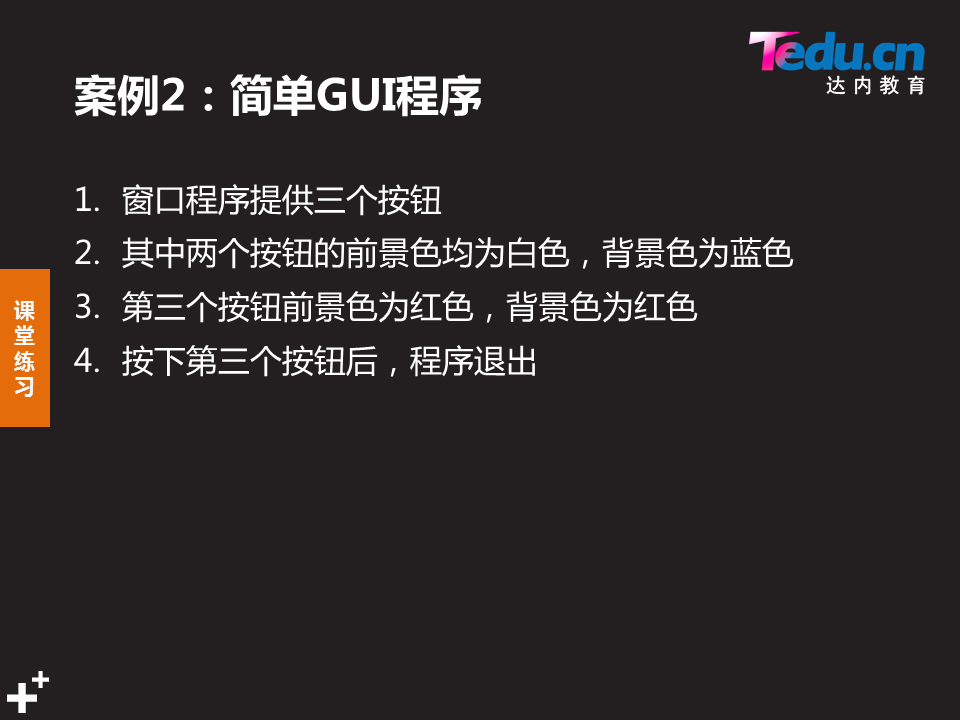 Tedu.cn
达内教育
案例2：简单GUI程序
1. 窗口程序提供三个按钮
2. 其中两个按钮的前景色均为白色，背景色为蓝色
3. 第三个按钮前景色为红色，背景色为红色
4. 按下第三个按钮后，程序退出
课
堂
练
习